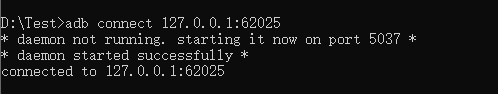 D:\Test>adb connect 127.0.0.1:62025
* daemon not running. starting it now on port 5037 *
* daemon started successfully *
connected to 127.0.0.1:62025